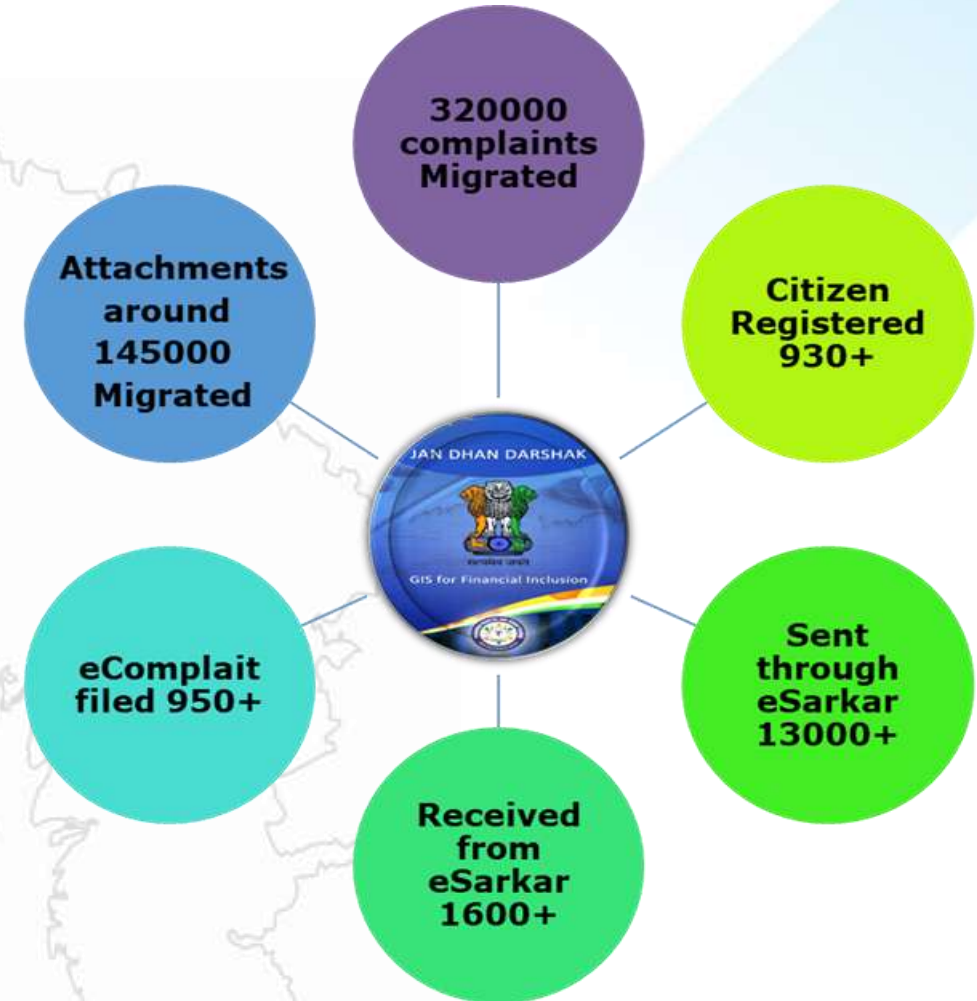 320000
complaints
Migrated
Citizen
Registered
930+
Sent
through
eSarkar
13000+
Received
from
eSarkar
1600+
eComplait
filed 950+
Attachments
around
145000
Migrated
JAN DHAN DARSHAK
GIS for Financial Inclusion